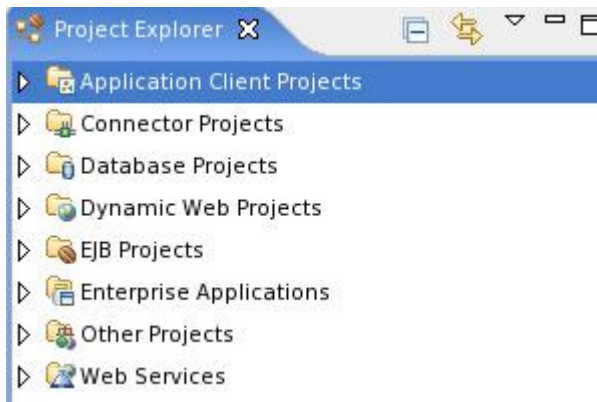 Project Explorer
Application Client Projects
Connector Projects
Database Projects
Dynamic Web Projects
EJB Projects
Enterprise Applications
Other Projects
Web Services